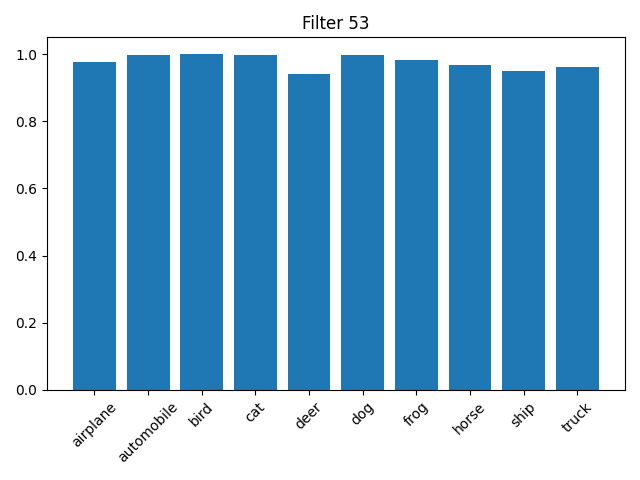 Filter 53
1.0
0.8
0.6
0.4
0.2
0.0
airplane
automobile
bird
cat
deer
dog
frog
horse
ship
truck